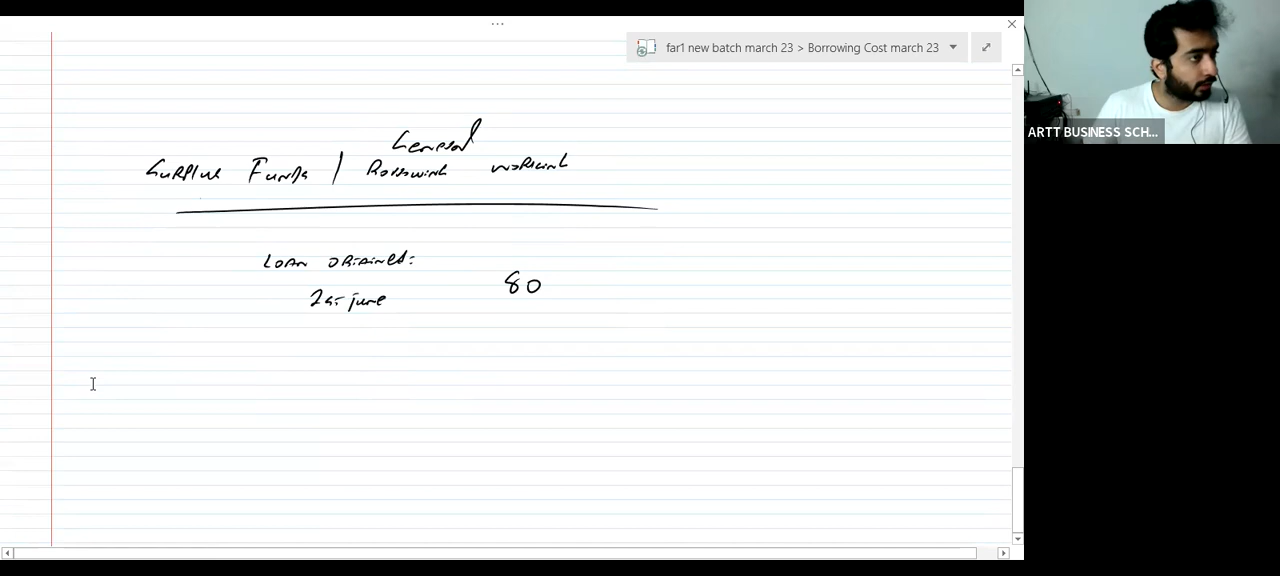 far1 new batch march 23 > Borrowing Cost march 23
ARTT BUSINESS SCH...
General
Surplus Funds / Borrowing working
Loan obtained:
80
june